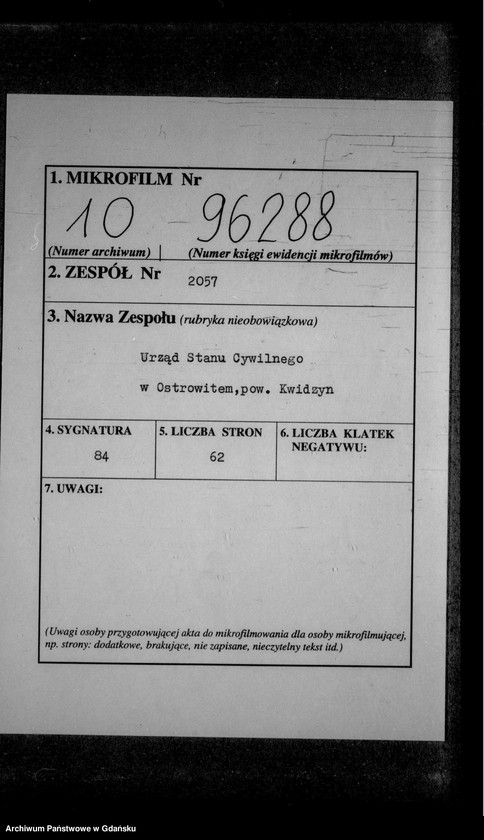 1. MIKROFILM Nr
10 - 96288
(Numer archiwum) | (Numer księgi ewidencji mikrofilmów)
2. ZESPÓŁ Nr 2057
3. Nazwa Zespołu (rubryka nieobowiązkowa)
Urząd Stanu Cywilnego
w Ostrowitem,pow. Kwidzyn
4. SYGNATURA
84
5. LICZBA STRON
62
6. LICZBA KLATEK
NEGATYWU:
7. UWAGI:
(Uwagi osoby przygotowującej akta do mikrofilmowania dla osoby mikrofilmującej,
np. strony: dodatkowe, brakujące, nie zapisane, nieczytelny tekst itd.)
Archiwum Państwowe w Gdańsku